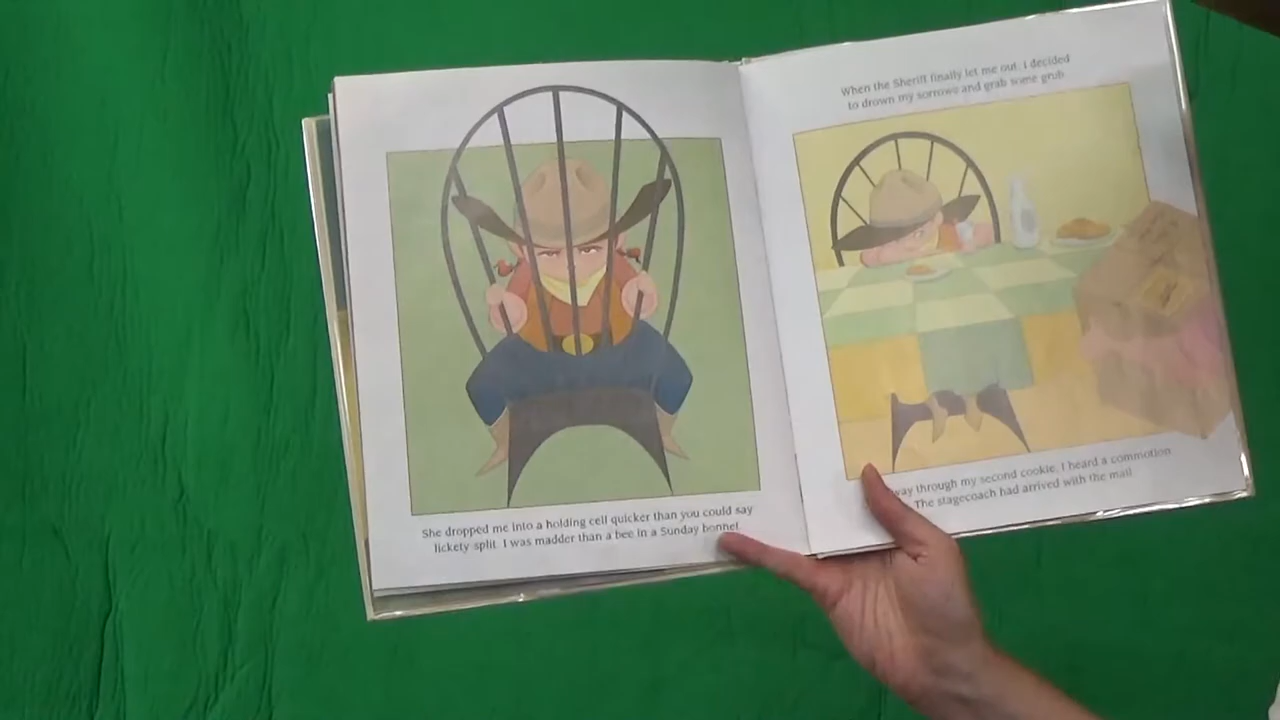 She dropped me into a holding cell quicker than you could say
lickety-split. I was madder than a bee in a Sunday bonnet.
When the Sheriff finally let me out, I decided
to drown my sorrows and grab some grub.
way through my second cookie, I heard a commotion.
The stagecoach had arrived with the mail.